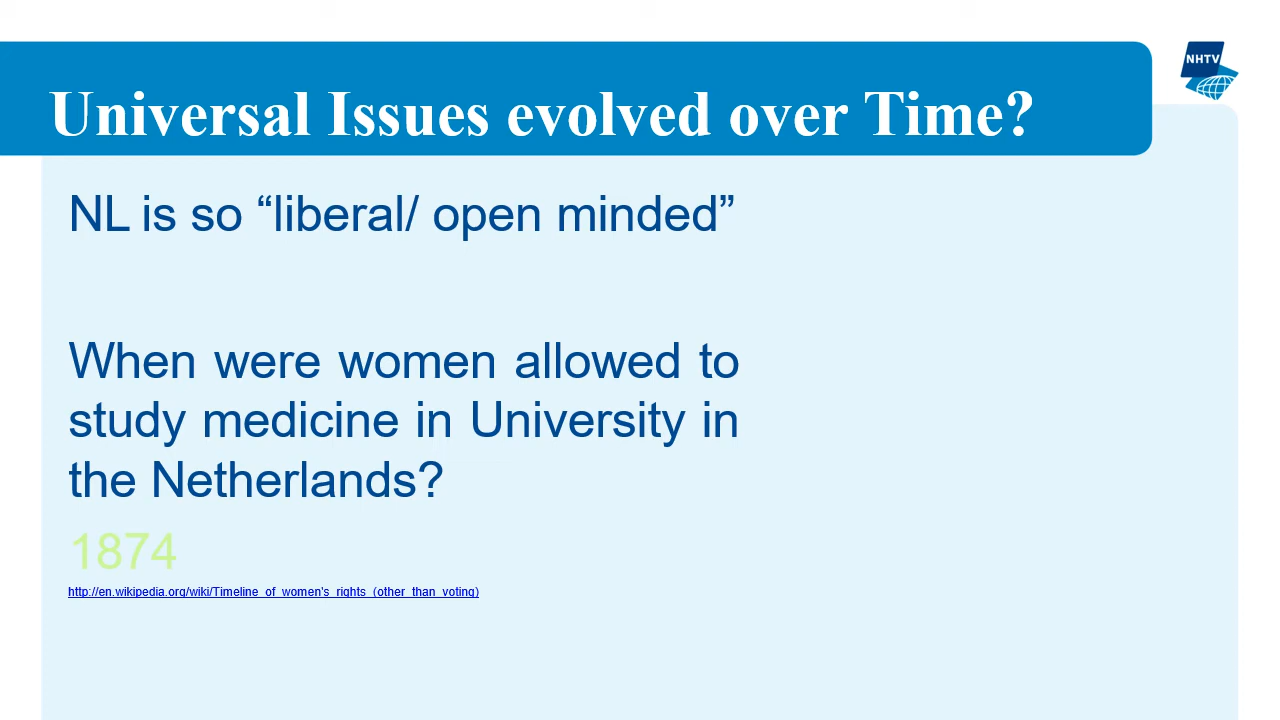 NHTV
Universal Issues evolved over Time?
NL is so “liberal/ open minded”
When were women allowed to
study medicine in University in
the Netherlands?
1874
http://en.wikipedia.org/wiki/Timeline_of_women's_rights_(other_than_voting)